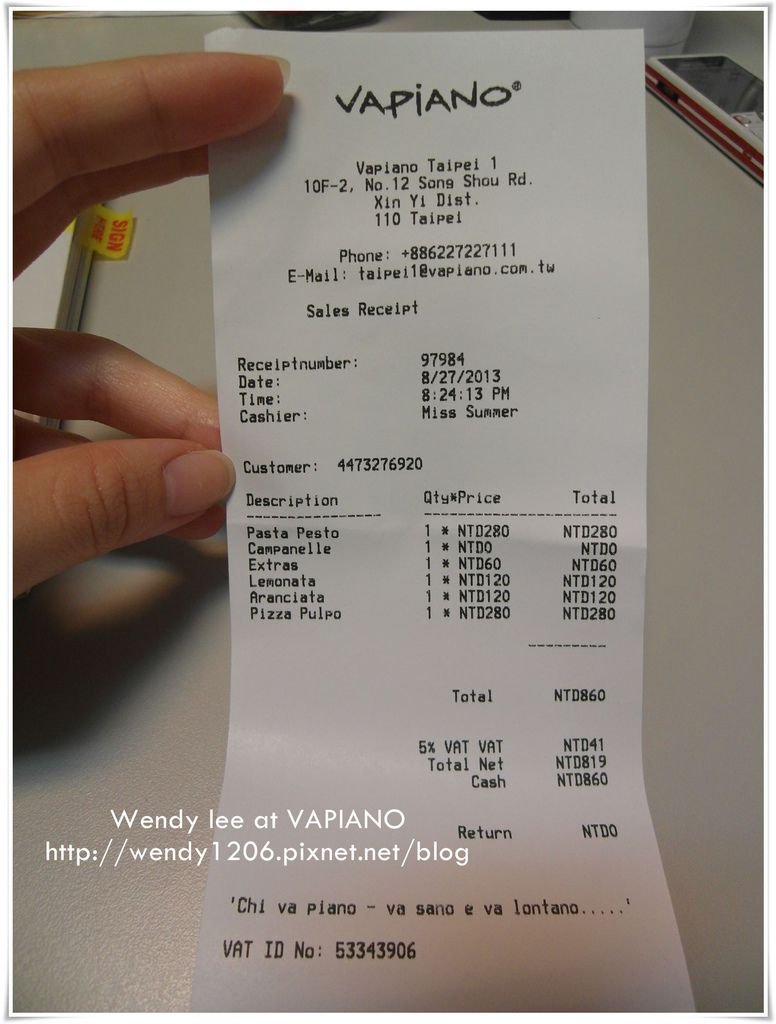 VAPIANO®
Vapiano Taipei 1
10F-2, No.12 Song Shou Rd.
Xin Yi Dist.
110 Taipei
Phone: +886227227111
E-Mail: taipei1@vapiano.com.tw
Sales Receipt
Receiptnumber: 97984
Date: 8/27/2013
Time: 8:24:13 PM
Cashier: Miss Summer
Customer: 4473276920
Description Qty*Price Total
Pasta Pesto 1 * NTD280 NTD280
Campanelle 1 * NTD0 NTD0
Extras 1 * NTD60 NTD60
Lemonata 1 * NTD120 NTD120
Aranciata 1 * NTD120 NTD120
Pizza Pulpo 1 * NTD280 NTD280
Total NTD860
5% VAT VAT NTD41
Total Net NTD819
Cash NTD860
Return NTD0
'Chi va piano - va sano e va lontano.....'
VAT ID No: 53343906
SIGN
HERE
Wendy lee at VAPIANO
http://wendy1206.pixnet.net/blog